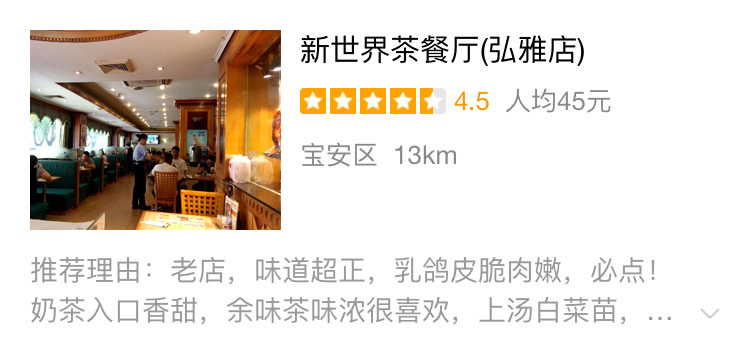 新世界茶餐厅(弘雅店)
4.5 人均45元
宝安区 13km
推荐理由：老店，味道超正，乳鸽皮脆肉嫩，必点！
奶茶入口香甜，余味茶味浓很喜欢，上汤白菜苗，...